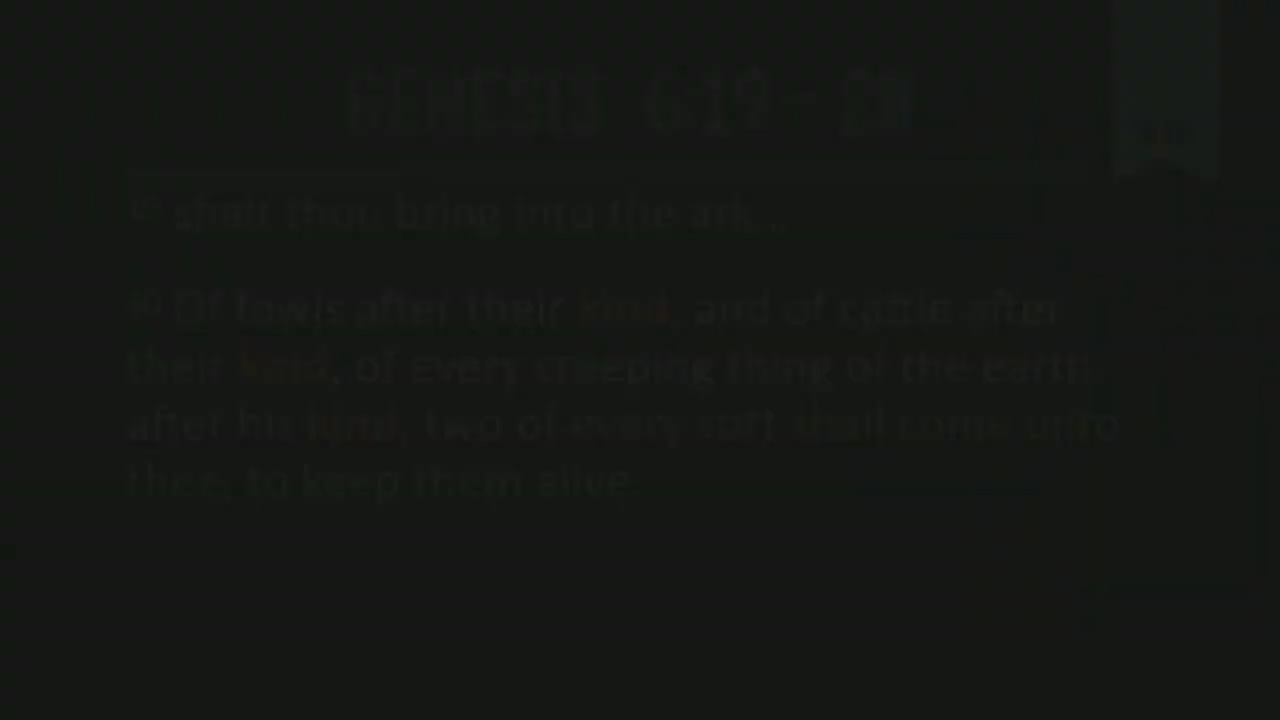 GENESIS 6:19 - 20
19 shalt thou bring into the ark...
20 Of fowls after their kind, and of cattle after
their kind, of every creeping thing of the earth
after his kind, two of every sort shall come unto
thee, to keep them alive.